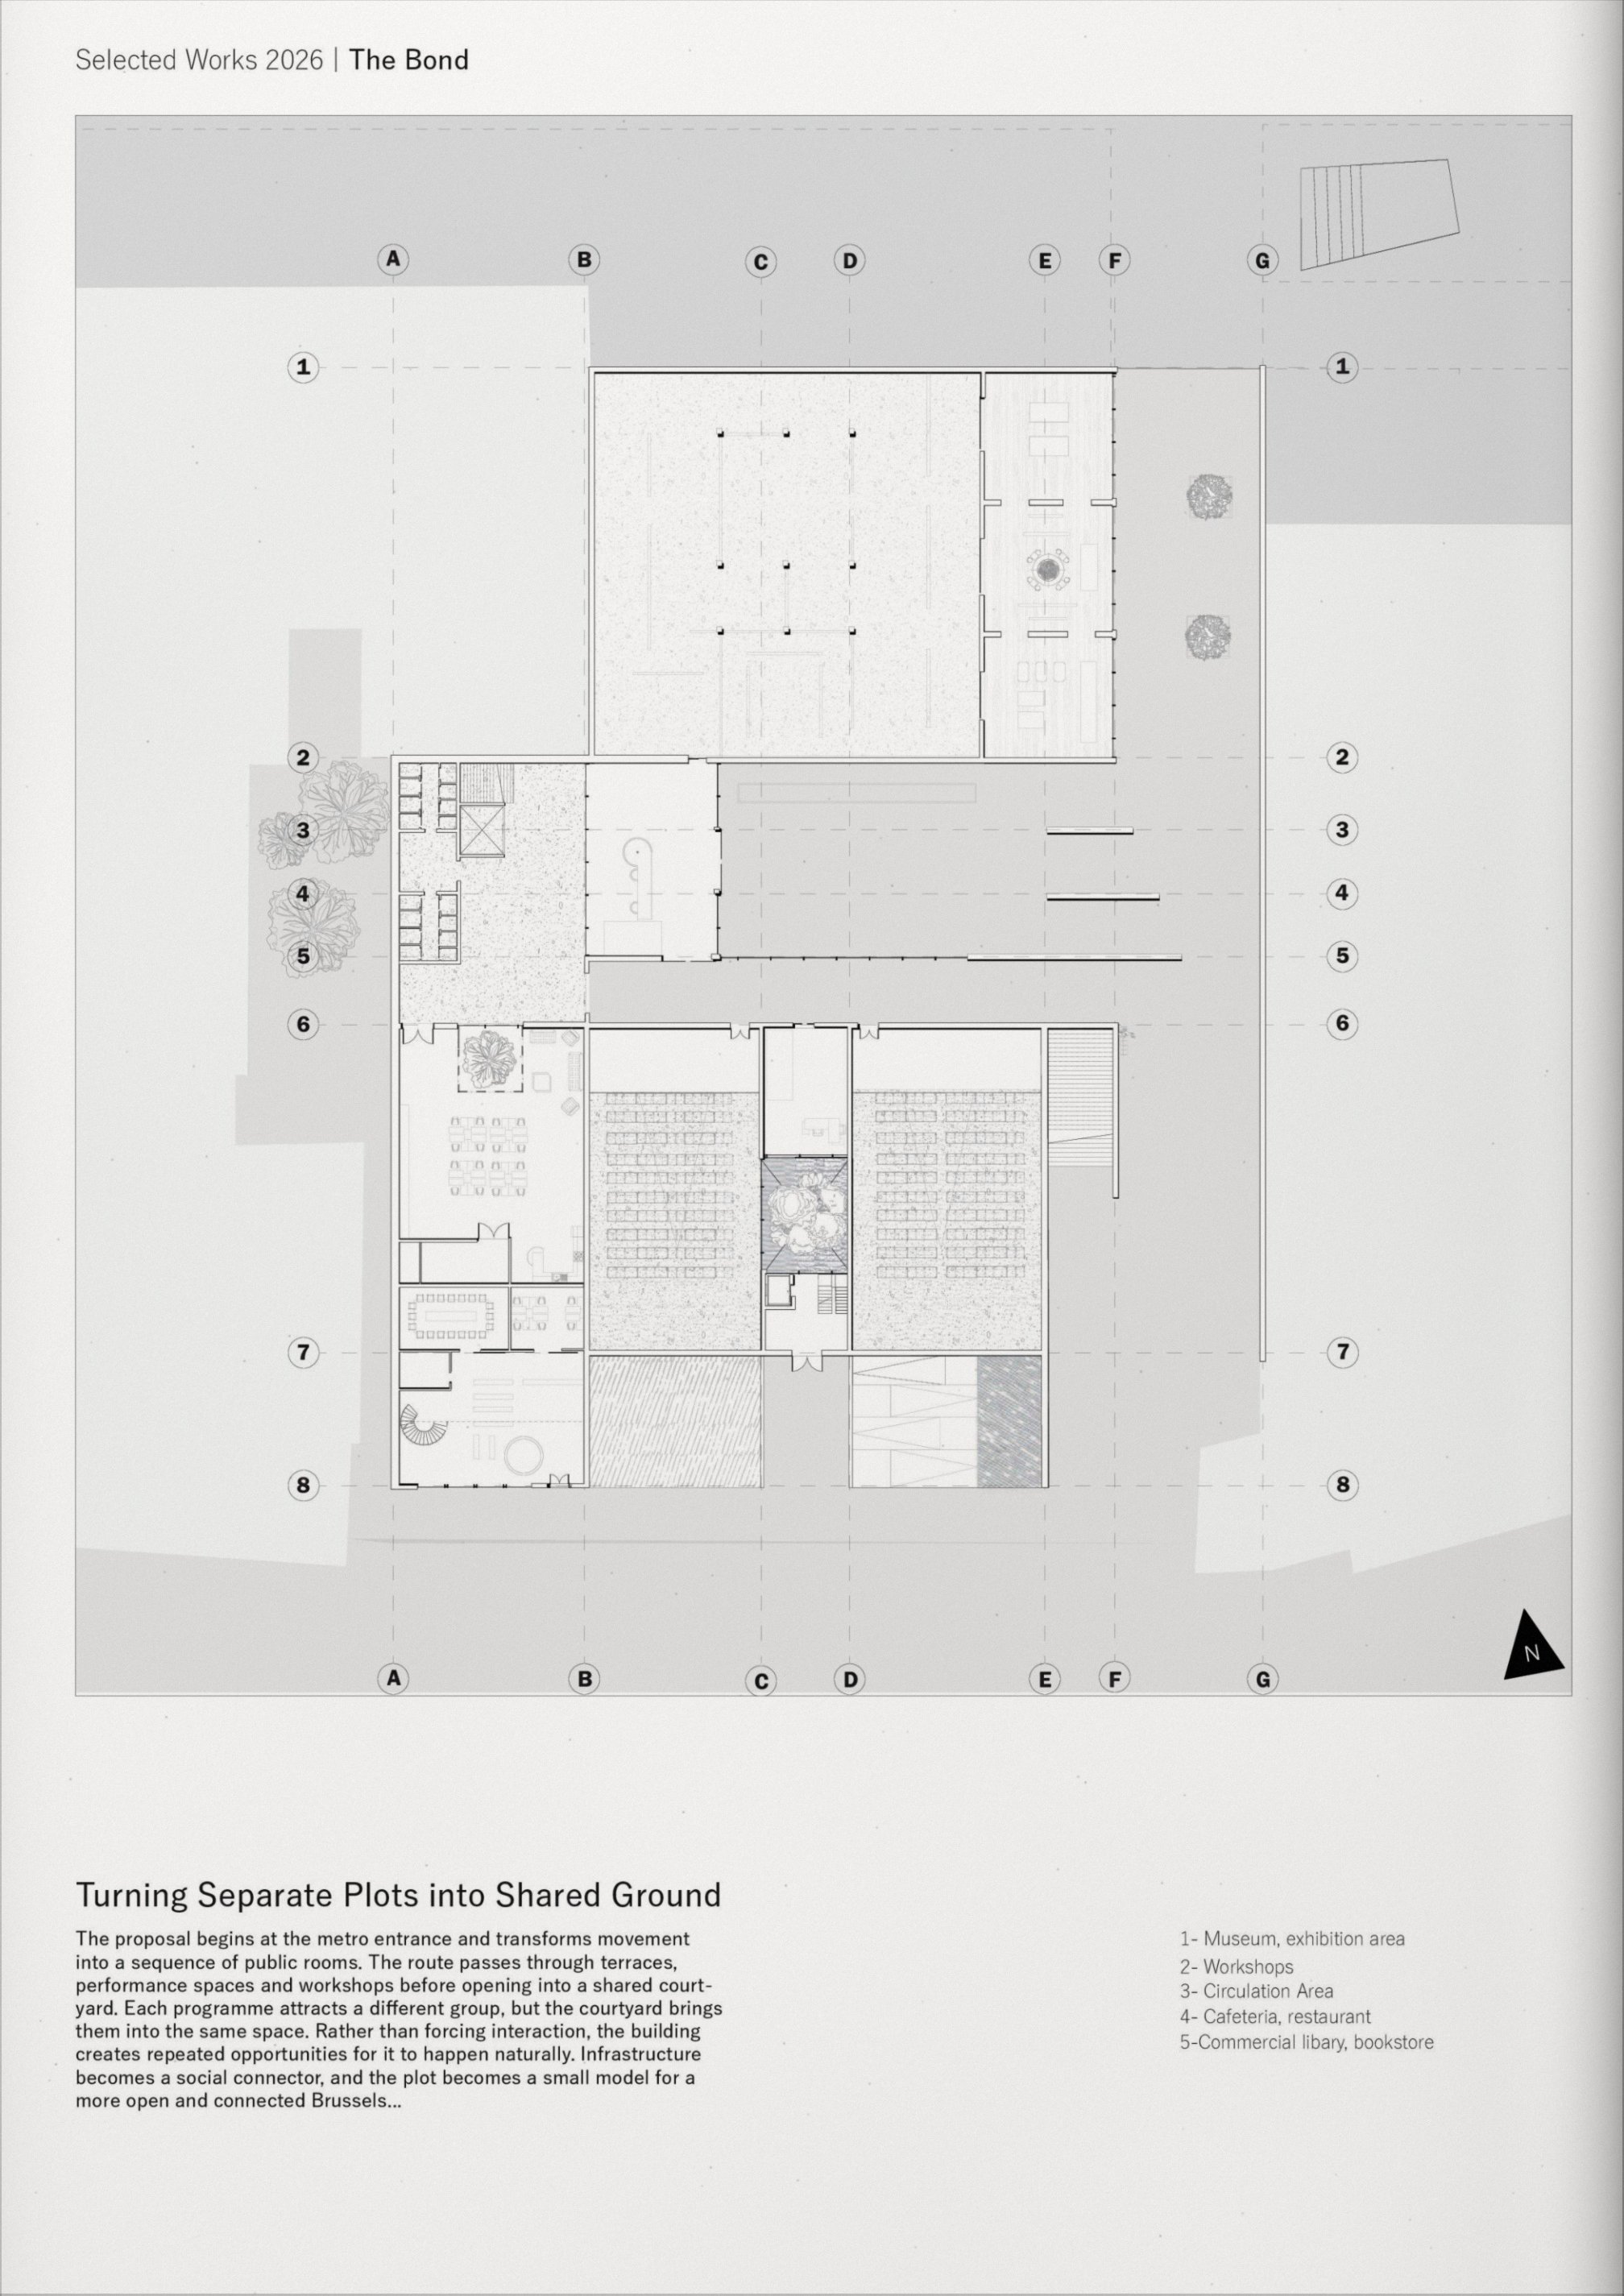 Selected Works 2026 | The Bond
A B C D E F G
1 1
2 2
3 3
4 4
5 5
6 6
7 7
8 8
N
A B C D E F G
Turning Separate Plots into Shared Ground
The proposal begins at the metro entrance and transforms movement
into a sequence of public rooms. The route passes through terraces,
performance spaces and workshops before opening into a shared court-
yard. Each programme attracts a different group, but the courtyard brings
them into the same space. Rather than forcing interaction, the building
creates repeated opportunities for it to happen naturally. Infrastructure
becomes a social connector, and the plot becomes a small model for a
more open and connected Brussels...
1- Museum, exhibition area
2- Workshops
3- Circulation Area
4- Cafeteria, restaurant
5-Commercial libary, bookstore